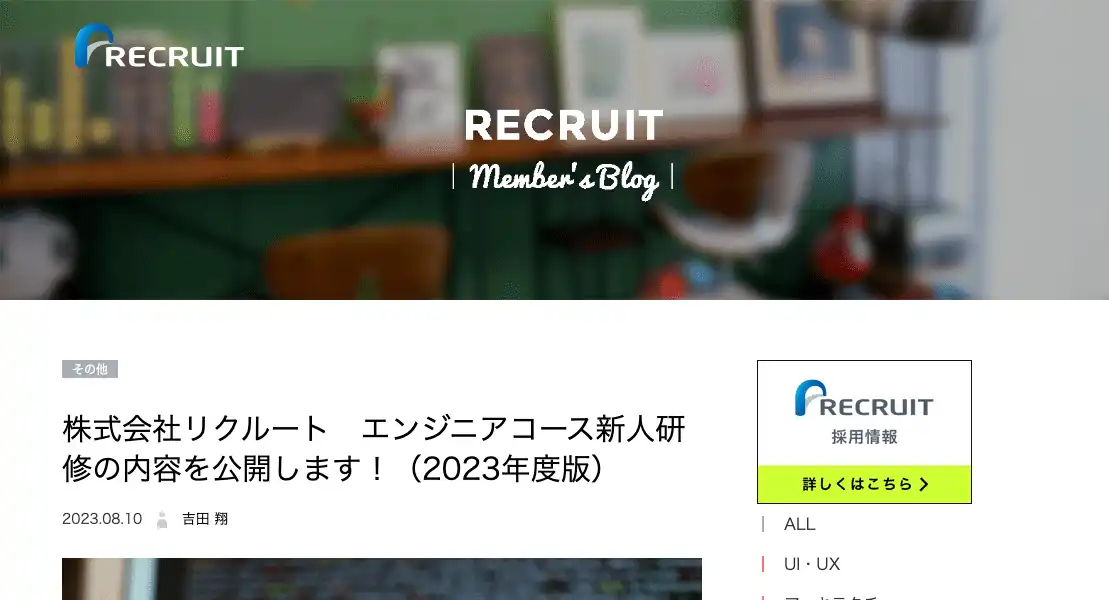 RECRUIT
RECRUIT
Member's Blog
その他
株式会社リクルート　エンジニアコース新人研
修の内容を公開します！（2023年度版）
2023.08.10 吉田 翔
RECRUIT
採用情報
詳しくはこちら
ALL
UI・UX